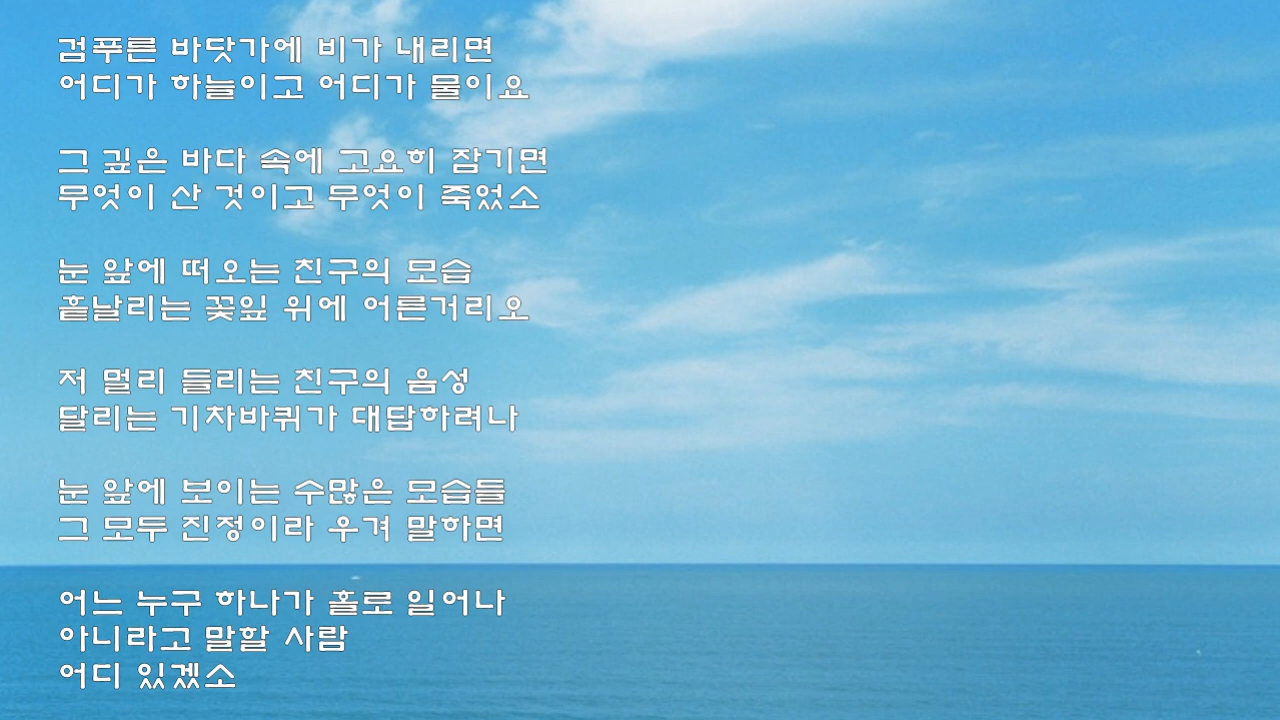 검푸른 바닷가에 비가 내리면
어디가 하늘이고 어디가 물이요
그 깊은 바다 속에 고요히 잠기면
무엇이 산 것이고 무엇이 죽었소
눈 앞에 떠오는 친구의 모습
흩날리는 꽃잎 위에 어른거리오
저 멀리 들리는 친구의 음성
달리는 기차바퀴가 대답하려나
눈 앞에 보이는 수많은 모습들
그 모두 진정이라 우겨 말하면
어느 누구 하나가 홀로 일어나
아니라고 말할 사람
어디 있겠소